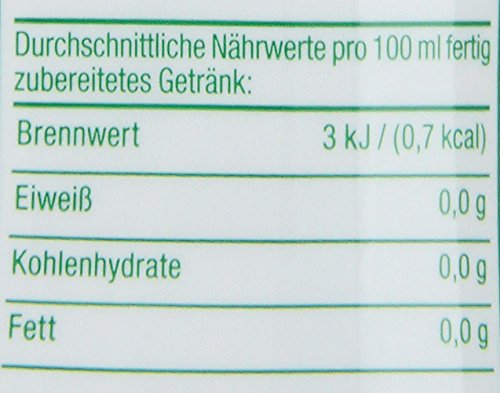 Durchschnittliche Nährwerte pro 100 ml fertig
zubereitetes Getränk:
Brennwert 3 kJ / (0,7 kcal)
Eiweiß 0,0 g
Kohlenhydrate 0,0 g
Fett 0,0 g